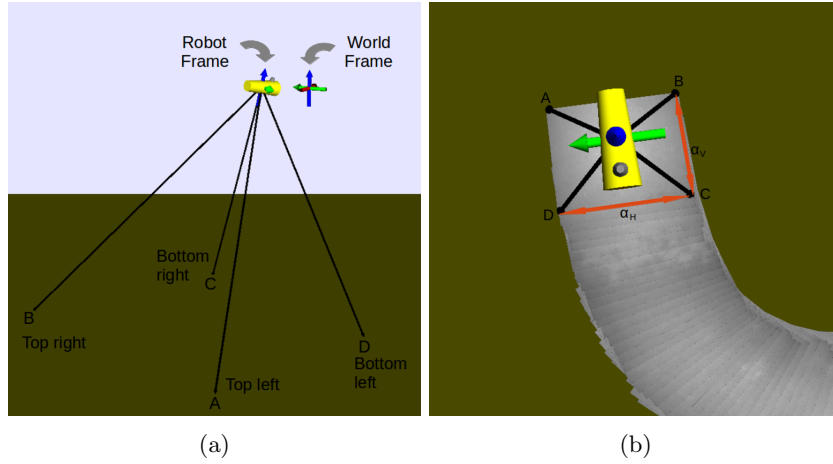 Robot
Frame
World
Frame
Bottom
right
C
B
Top right
D
Bottom
left
Top left
A
(a)
B
A
αV
C
αH
D
(b)